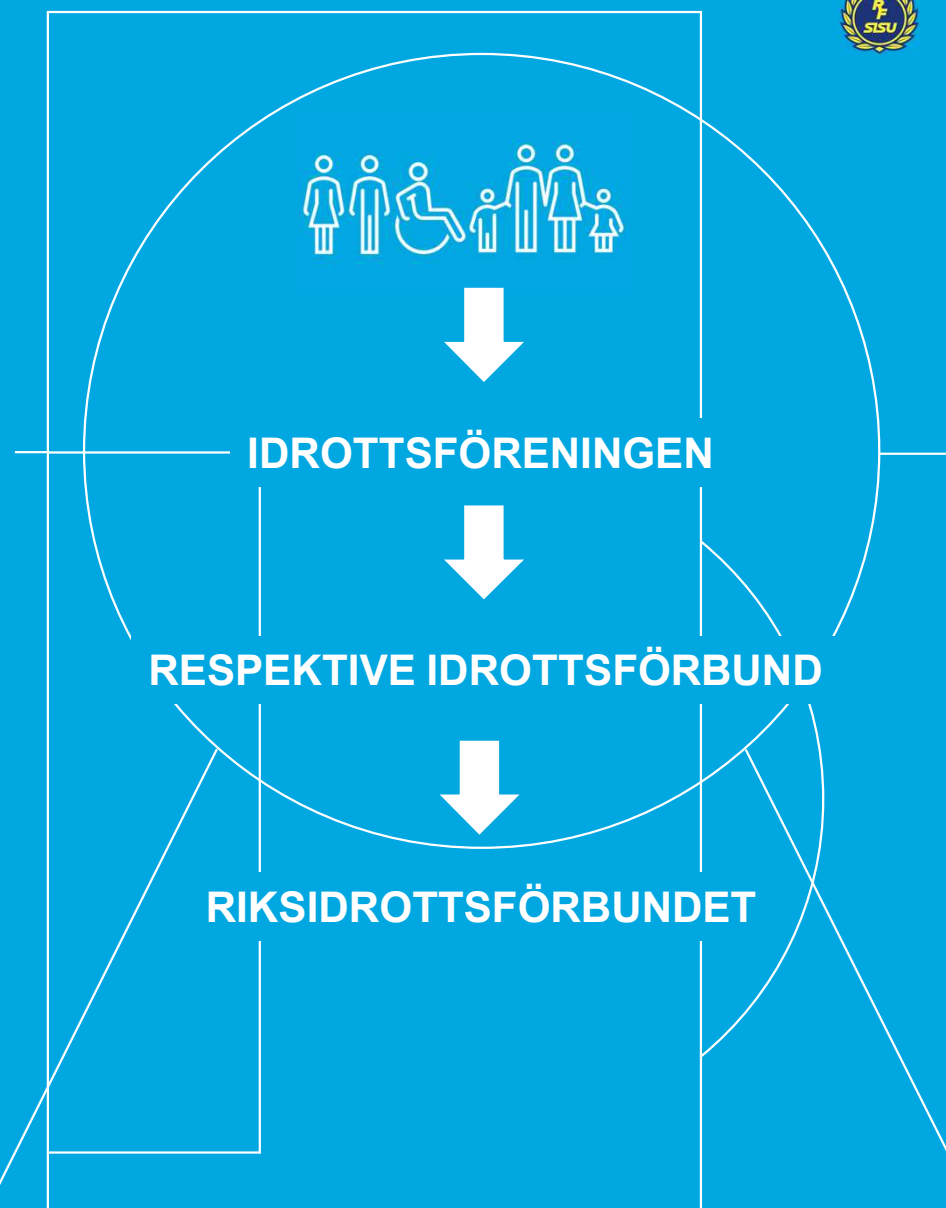 RF
SISU
IDROTTSFÖRENINGEN
RESPEKTIVE IDROTTSFÖRBUND
RIKSIDROTTSFÖRBUNDET